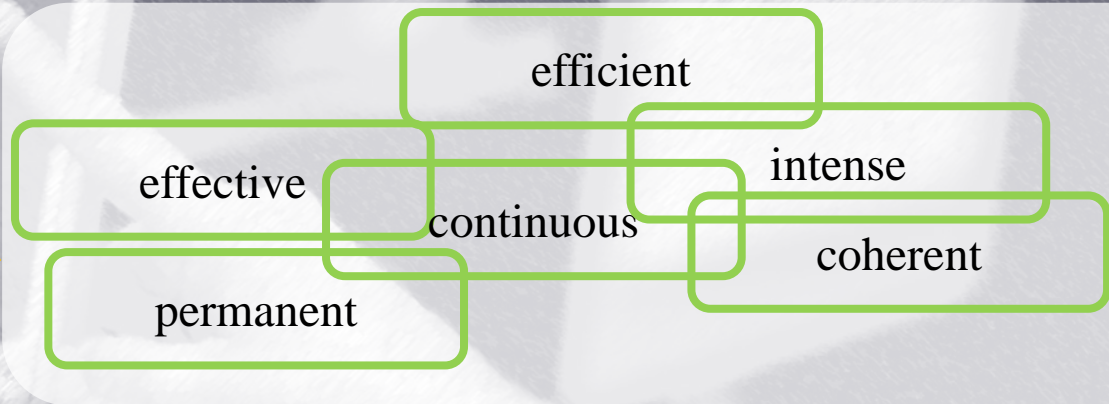 efficient
intense
effective
continuous
coherent
permanent